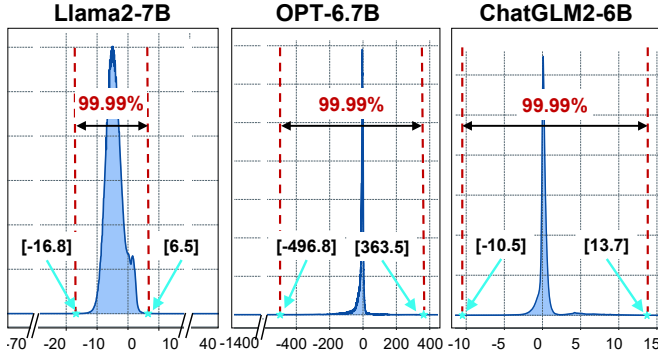 Llama2-7B
99.99%
[-16.8]
[6.5]
-70 -20 -10 0 10 40
OPT-6.7B
99.99%
[-496.8]
[363.5]
-1400 -400 -200 0 200 400
ChatGLM2-6B
99.99%
[-10.5]
[13.7]
-10 -5 0 5 10 15